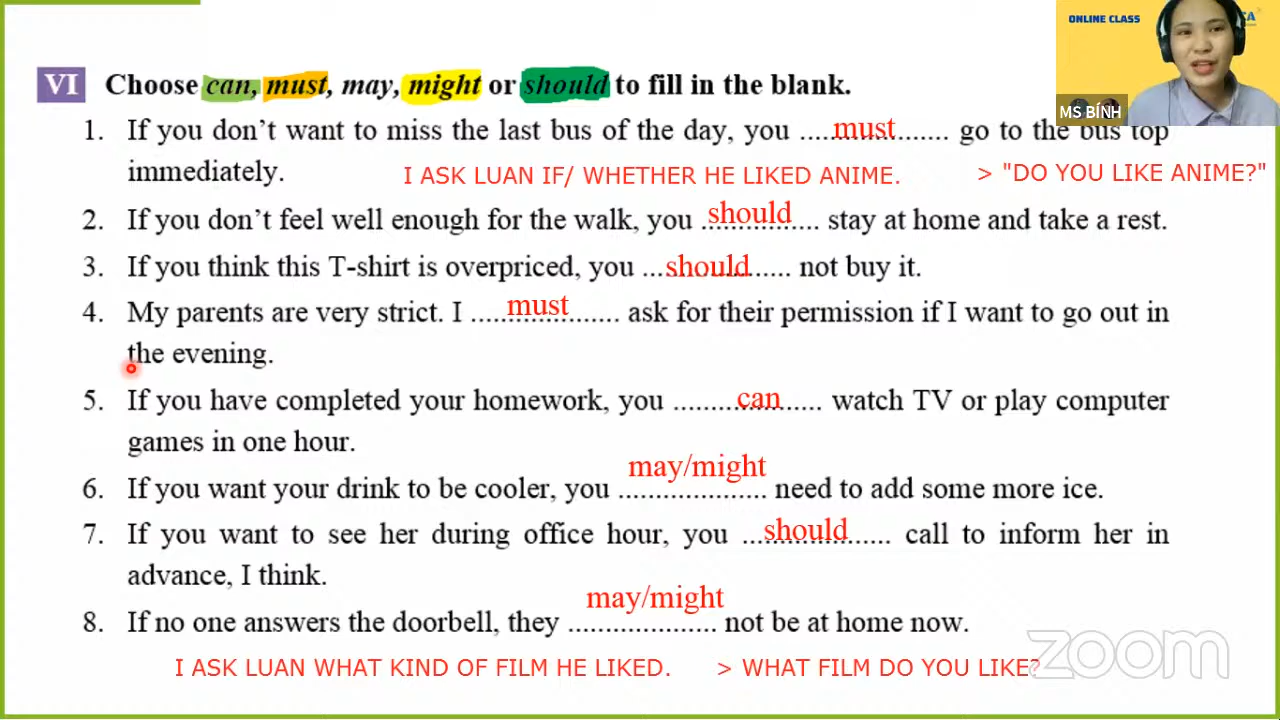 ONLINE CLASS
MS BÍNH
VI Choose can, must, may, might or should to fill in the blank.
1. If you don't want to miss the last bus of the day, you ....must........ go to the bus top
immediately.
I ASK LUAN IF/ WHETHER HE LIKED ANIME. > "DO YOU LIKE ANIME?"
2. If you don't feel well enough for the walk, you ....should.... stay at home and take a rest.
3. If you think this T-shirt is overpriced, you ...should...... not buy it.
4. My parents are very strict. I .....must....... ask for their permission if I want to go out in
the evening.
5. If you have completed your homework, you .........can...... watch TV or play computer
games in one hour.
may/might
6. If you want your drink to be cooler, you ..................... need to add some more ice.
7. If you want to see her during office hour, you ...should...... call to inform her in
advance, I think.
may/might
8. If no one answers the doorbell, they ..................... not be at home now.
zoom
I ASK LUAN WHAT KIND OF FILM HE LIKED. > WHAT FILM DO YOU LIKE?